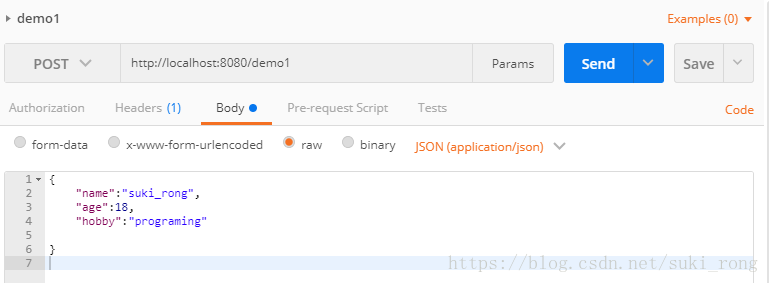 demo1 Examples (0)
POST http://localhost:8080/demo1 Params Send Save
Authorization Headers (1) Body Pre-request Script Tests Code
form-data x-www-form-urlencoded raw binary JSON (application/json)
1 {
2 "name":"suki_rong",
3 "age":18,
4 "hobby":"programing"
5
6 }
7
https://blog.csdn.net/suki_rong